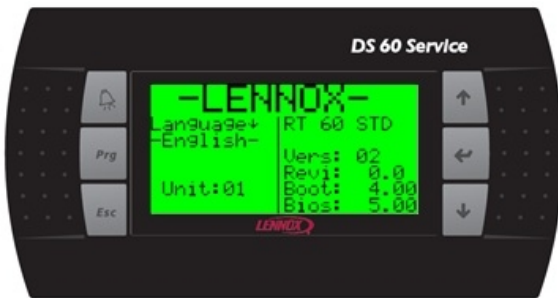 DS 60 Service
-LENNOX-
Language↓
-English-
Unit:01
RT 60 STD
Vers: 02
Revi: 0.0
Boot: 4.00
Bios: 5.00
Prg
Esc
LENNOX